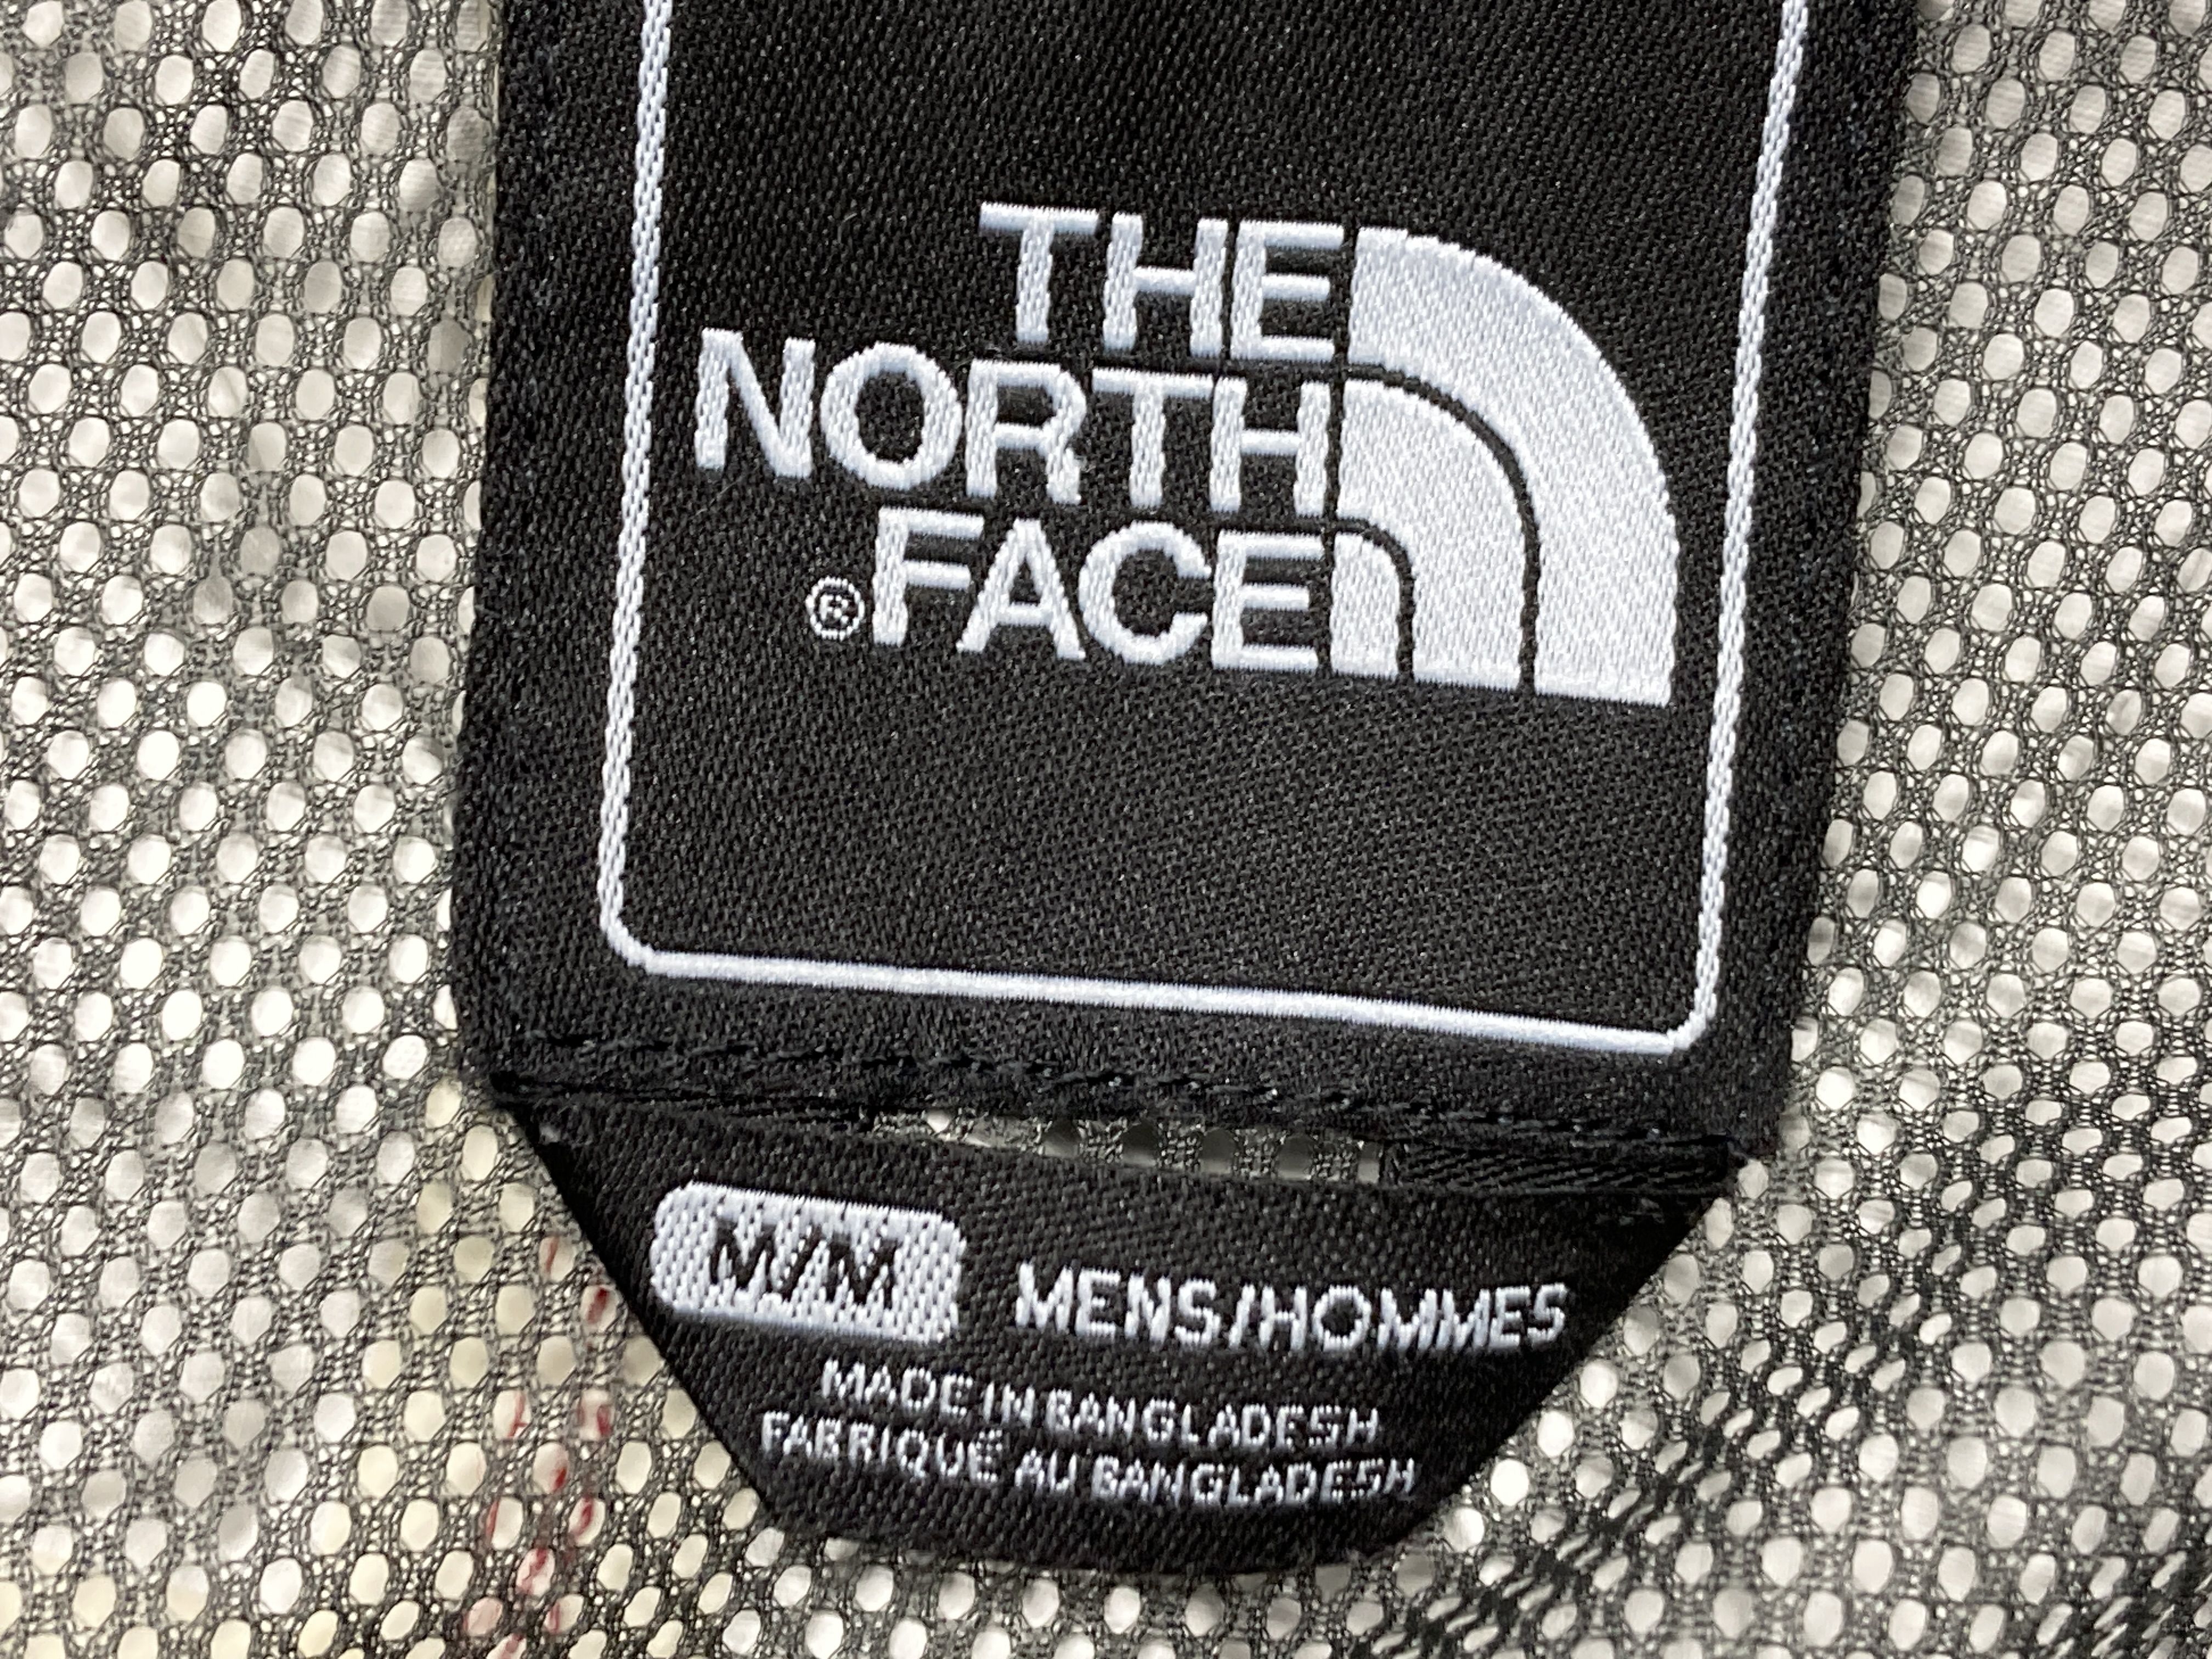 THE
NORTH
® FACE
M/M MENS/HOMMES
MADE IN BANGLADESH
FABRIQUÉ AU BANGLADESH